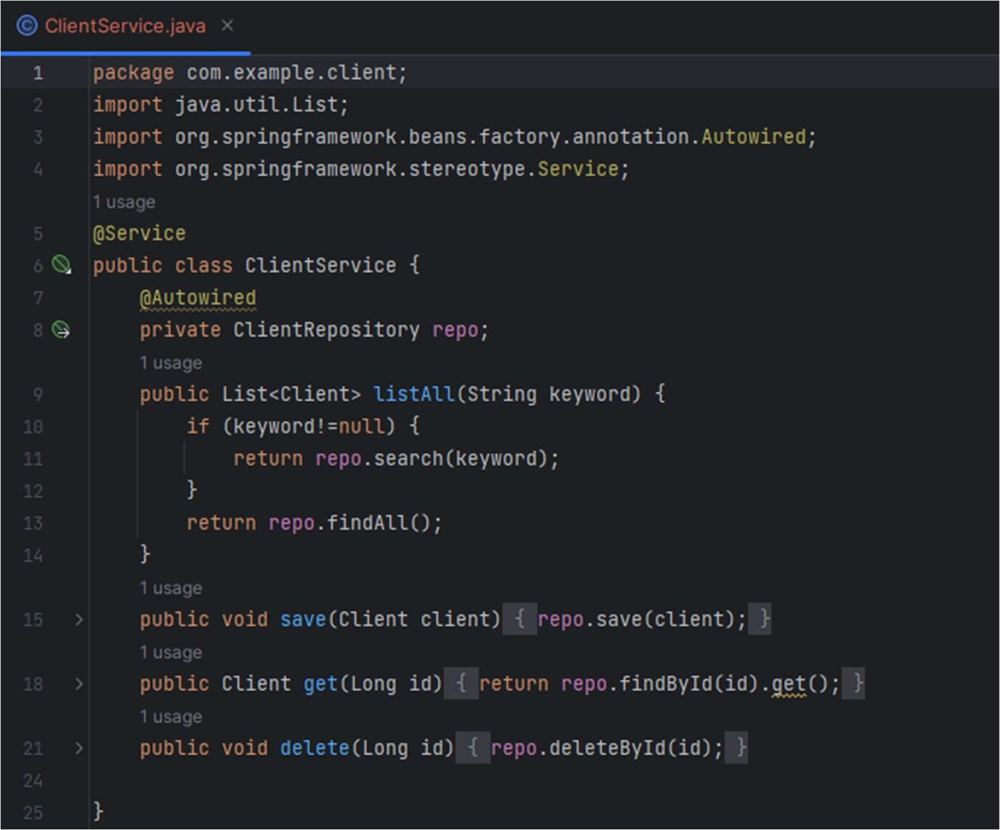 ClientService.java
1 package com.example.client;
2 import java.util.List;
3 import org.springframework.beans.factory.annotation.Autowired;
4 import org.springframework.stereotype.Service;
1 usage
5 @Service
6 public class ClientService {
7 @Autowired
8 private ClientRepository repo;
1 usage
9 public List<Client> listAll(String keyword) {
10 if (keyword!=null) {
11 return repo.search(keyword);
12 }
13 return repo.findAll();
14 }
1 usage
15 public void save(Client client) { repo.save(client); }
1 usage
18 public Client get(Long id) { return repo.findById(id).get(); }
1 usage
21 public void delete(Long id) { repo.deleteById(id); }
24
25 }